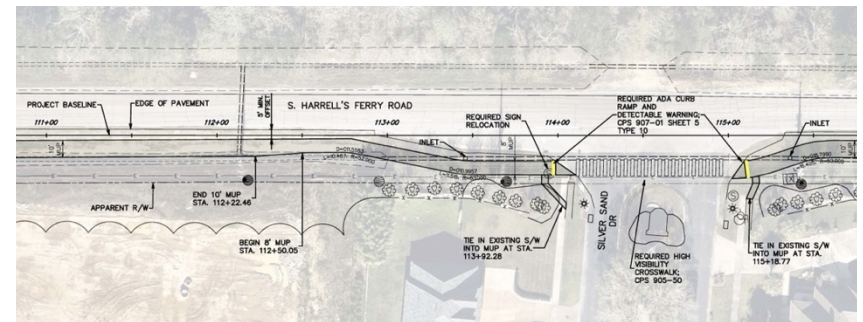 REQUIRED ADA CURB
RAMP AND
DETECTABLE WARNING;
CPS 907-01 SHEET 5
TYPE 10
PROJECT BASELINE
EDGE OF PAVEMENT
S. HARRELL'S FERRY ROAD
5' MIN.
OFFSET
REQUIRED SIGN
RELOCATION
INLET
111+00
112+00
113+00
114+00
115+00
INLET
10'
MUP
8'
MUP
END 10' MUP
STA. 112+22.46
APPARENT R/W
BEGIN 8' MUP
STA. 112+50.05
TIE IN EXISTING S/W
INTO MUP AT STA.
113+92.28
SILVER SAND
DR
REQUIRED HIGH
VISIBILITY
CROSSWALK;
CPS 905-50
TIE IN EXISTING S/W
INTO MUP AT STA.
115+18.77